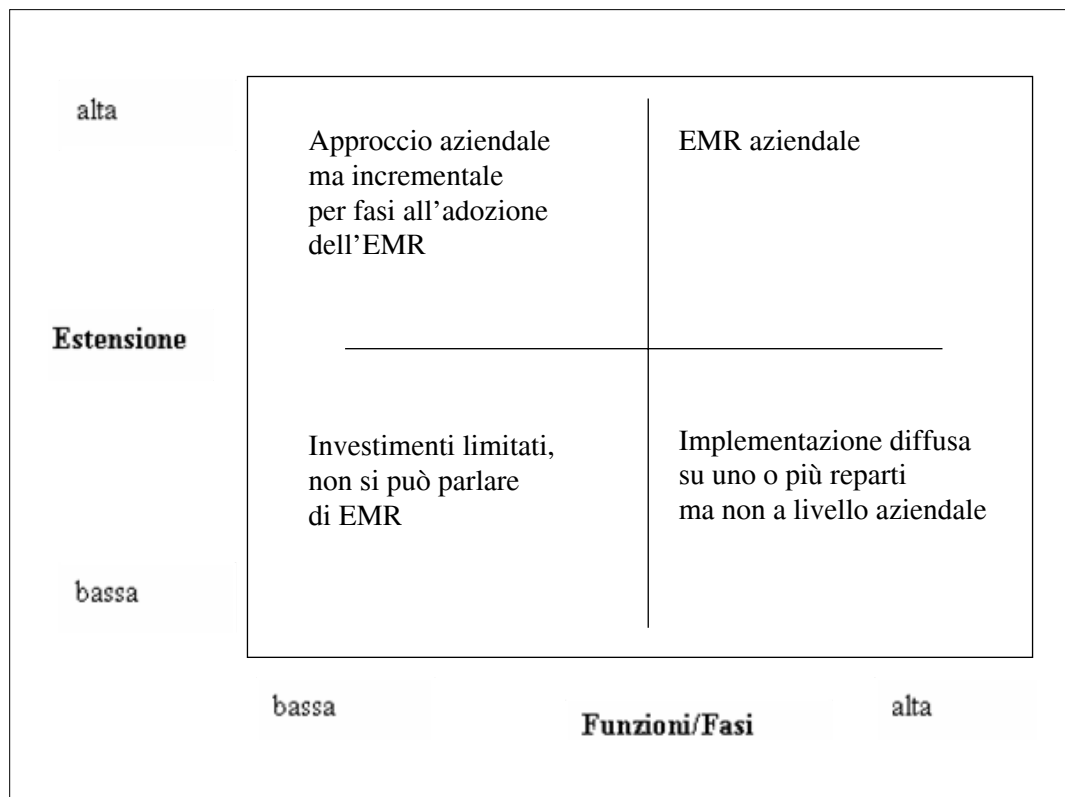 alta
Approccio aziendale
ma incrementale
per fasi all'adozione
dell'EMR
EMR aziendale
Estensione
Investimenti limitati,
non si può parlare
di EMR
Implementazione diffusa
su uno o più reparti
ma non a livello aziendale
bassa
bassa
Funzioni/Fasi
alta